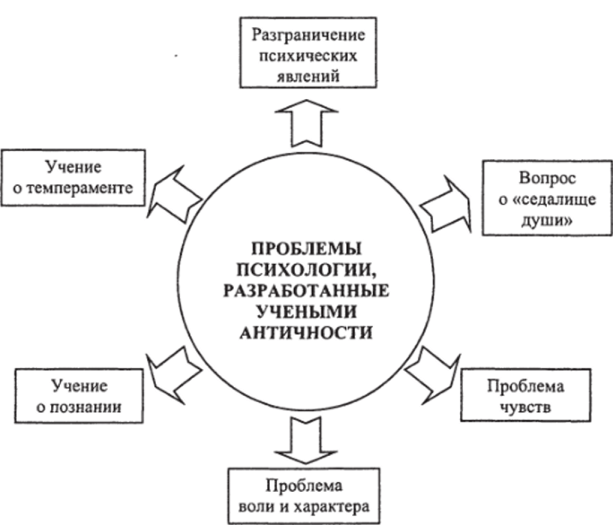 Разграничение
психических
явлений
Учение
о темпераменте
Вопрос
о «седалище
души»
ПРОБЛЕМЫ
ПСИХОЛОГИИ,
РАЗРАБОТАННЫЕ
УЧЕНЫМИ
АНТИЧНОСТИ
Учение
о познании
Проблема
чувств
Проблема
воли и характера